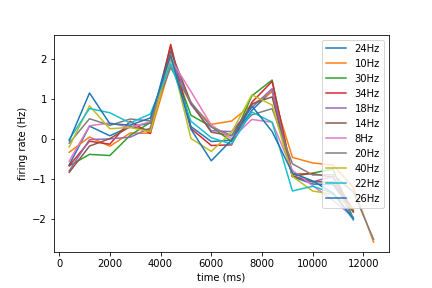 firing rate (Hz)
2
1
0
−1
−2
0
2000
4000
6000
8000
10000
12000
time (ms)
24Hz
10Hz
30Hz
34Hz
18Hz
14Hz
8Hz
20Hz
40Hz
22Hz
26Hz